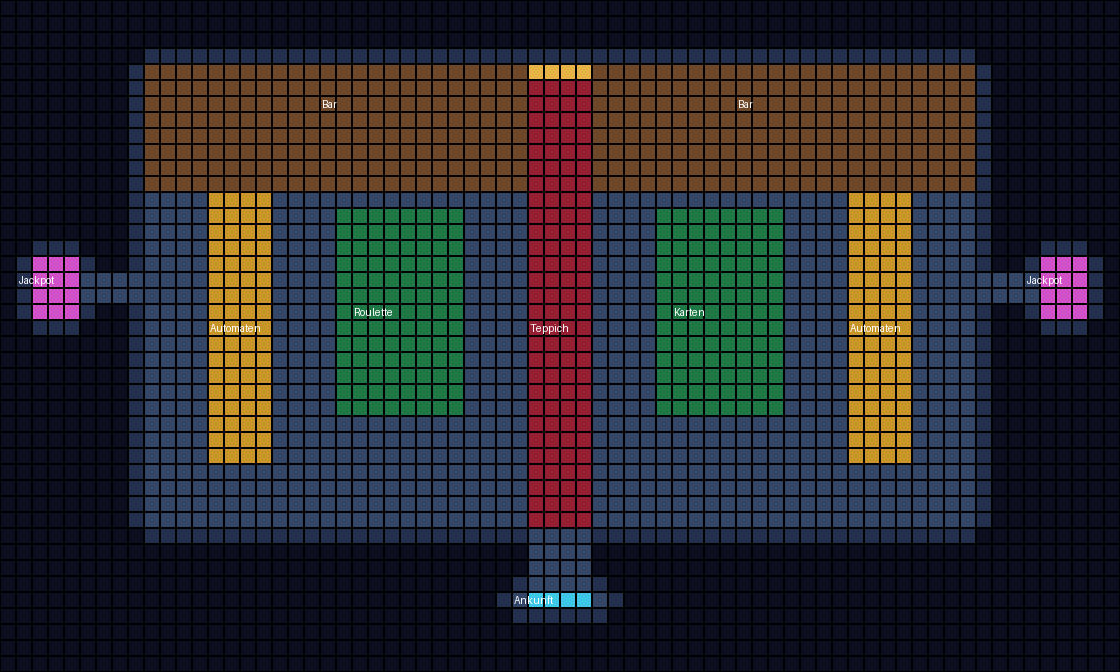 Bar
Bar
Jackpot
Jackpot
Roulette
Karten
Automaten
Teppich
Automaten
Ankunft